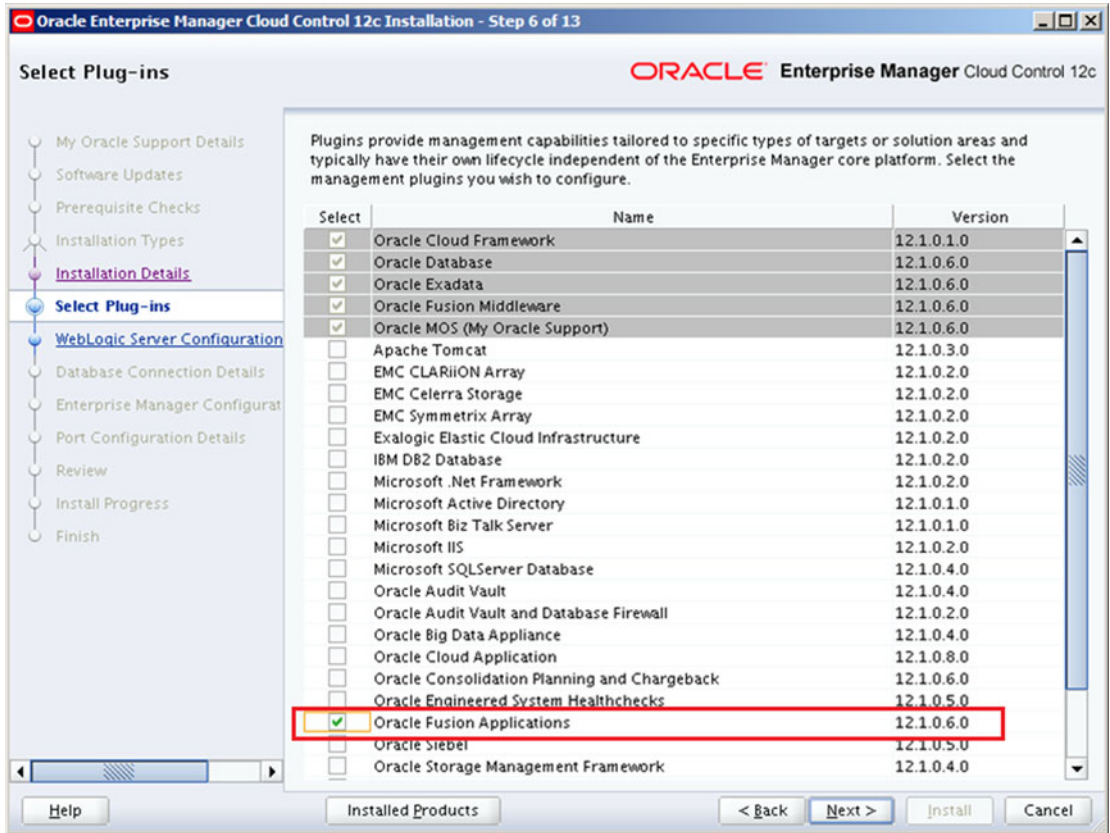 Oracle Enterprise Manager Cloud Control 12c Installation - Step 6 of 13
Select Plug-ins
ORACLE Enterprise Manager Cloud Control 12c
My Oracle Support Details
Software Updates
Prerequisite Checks
Installation Types
Installation Details
Select Plug-ins
WebLogic Server Configuration
Database Connection Details
Enterprise Manager Configurat
Port Configuration Details
Review
Install Progress
Finish
Plugins provide management capabilities tailored to specific types of targets or solution areas and
typically have their own lifecycle independent of the Enterprise Manager core platform. Select the
management plugins you wish to configure.
Select Name Version
Oracle Cloud Framework 12.1.0.1.0
Oracle Database 12.1.0.6.0
Oracle Exadata 12.1.0.6.0
Oracle Fusion Middleware 12.1.0.6.0
Oracle MOS (My Oracle Support) 12.1.0.6.0
Apache Tomcat 12.1.0.3.0
EMC CLARiiON Array 12.1.0.2.0
EMC Celerra Storage 12.1.0.2.0
EMC Symmetrix Array 12.1.0.2.0
Exalogic Elastic Cloud Infrastructure 12.1.0.2.0
IBM DB2 Database 12.1.0.2.0
Microsoft .Net Framework 12.1.0.2.0
Microsoft Active Directory 12.1.0.1.0
Microsoft Biz Talk Server 12.1.0.1.0
Microsoft IIS 12.1.0.2.0
Microsoft SQLServer Database 12.1.0.4.0
Oracle Audit Vault 12.1.0.4.0
Oracle Audit Vault and Database Firewall 12.1.0.2.0
Oracle Big Data Appliance 12.1.0.4.0
Oracle Cloud Application 12.1.0.8.0
Oracle Consolidation Planning and Chargeback 12.1.0.6.0
Oracle Engineered System Healthchecks 12.1.0.5.0
Oracle Fusion Applications 12.1.0.6.0
Oracle Siebel 12.1.0.5.0
Oracle Storage Management Framework 12.1.0.4.0
Help Installed Products < Back Next > Install Cancel